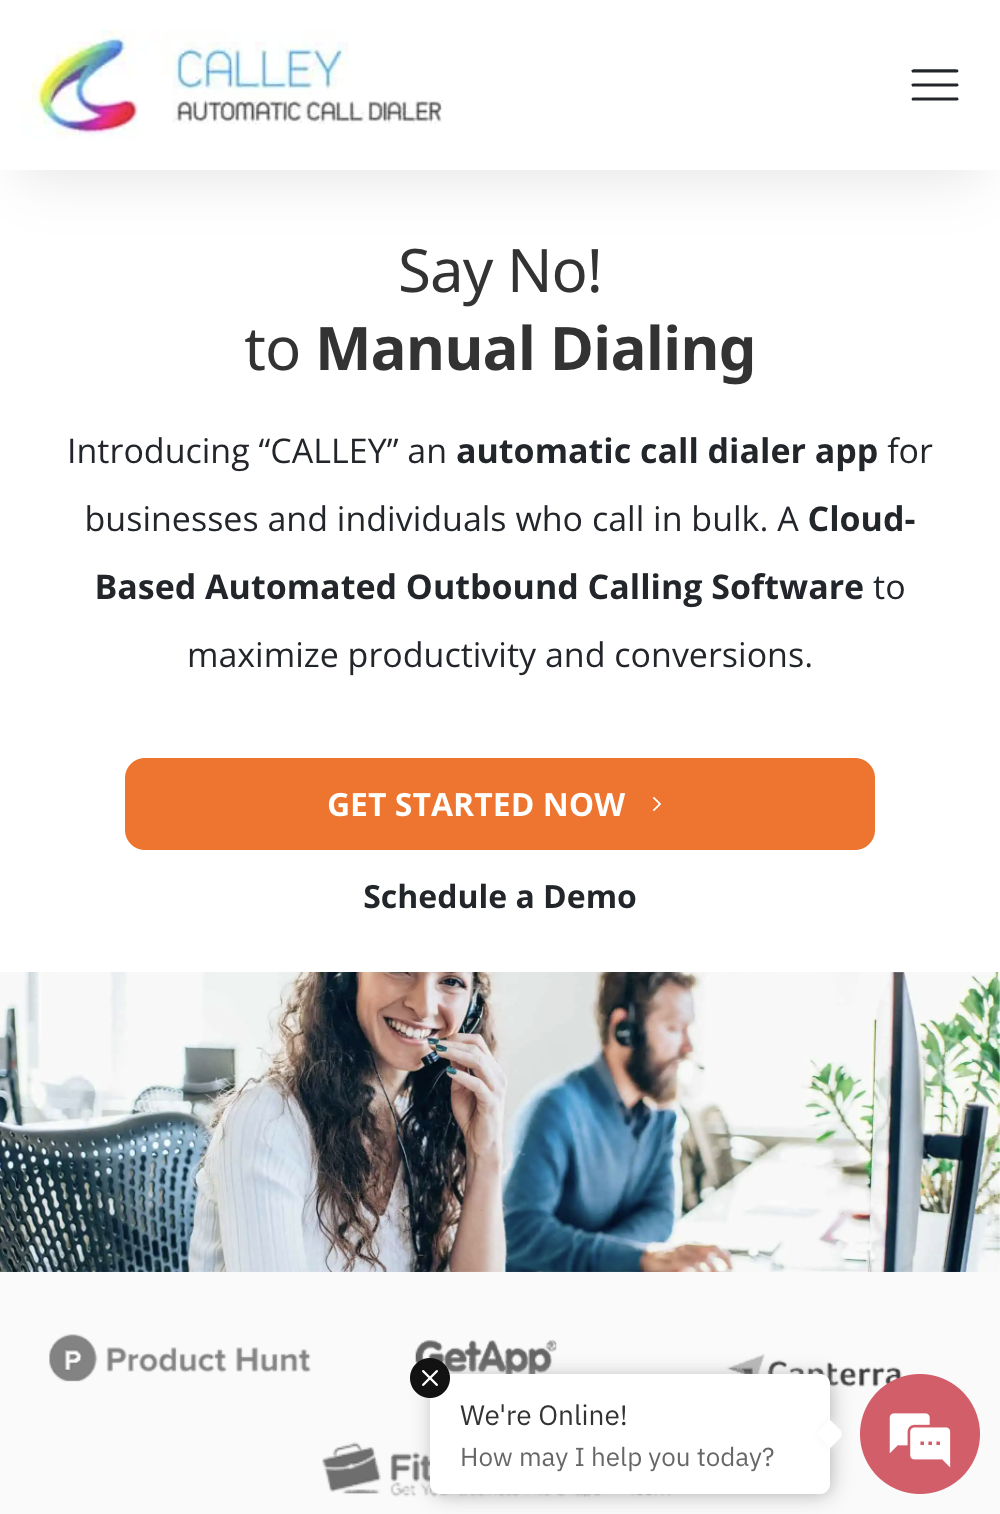 CALLEY
AUTOMATIC CALL DIALER
Say No!
to Manual Dialing
Introducing “CALLEY” an automatic call dialer app for
businesses and individuals who call in bulk. A Cloud-
Based Automated Outbound Calling Software to
maximize productivity and conversions.
GET STARTED NOW
Schedule a Demo
P Product Hunt
GetApp®
Capterra
We're Online!
How may I help you today?
Fit
Get